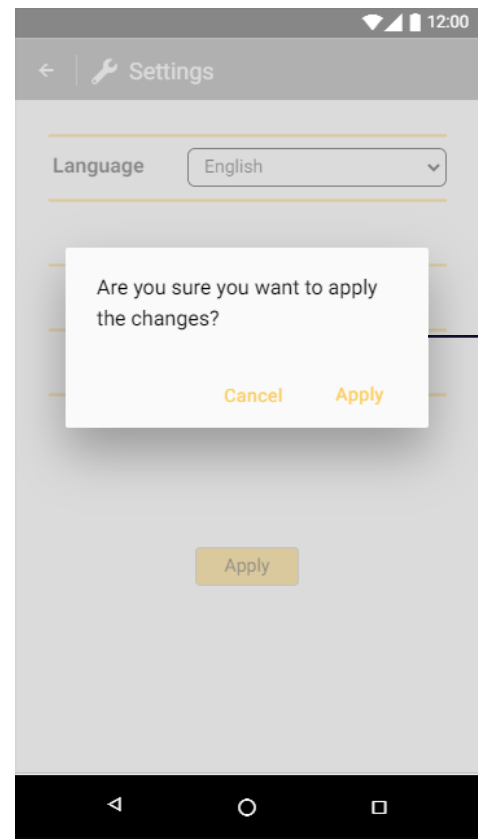 12:00
Settings
Language English
Are you sure you want to apply
the changes?
Cancel Apply
Apply